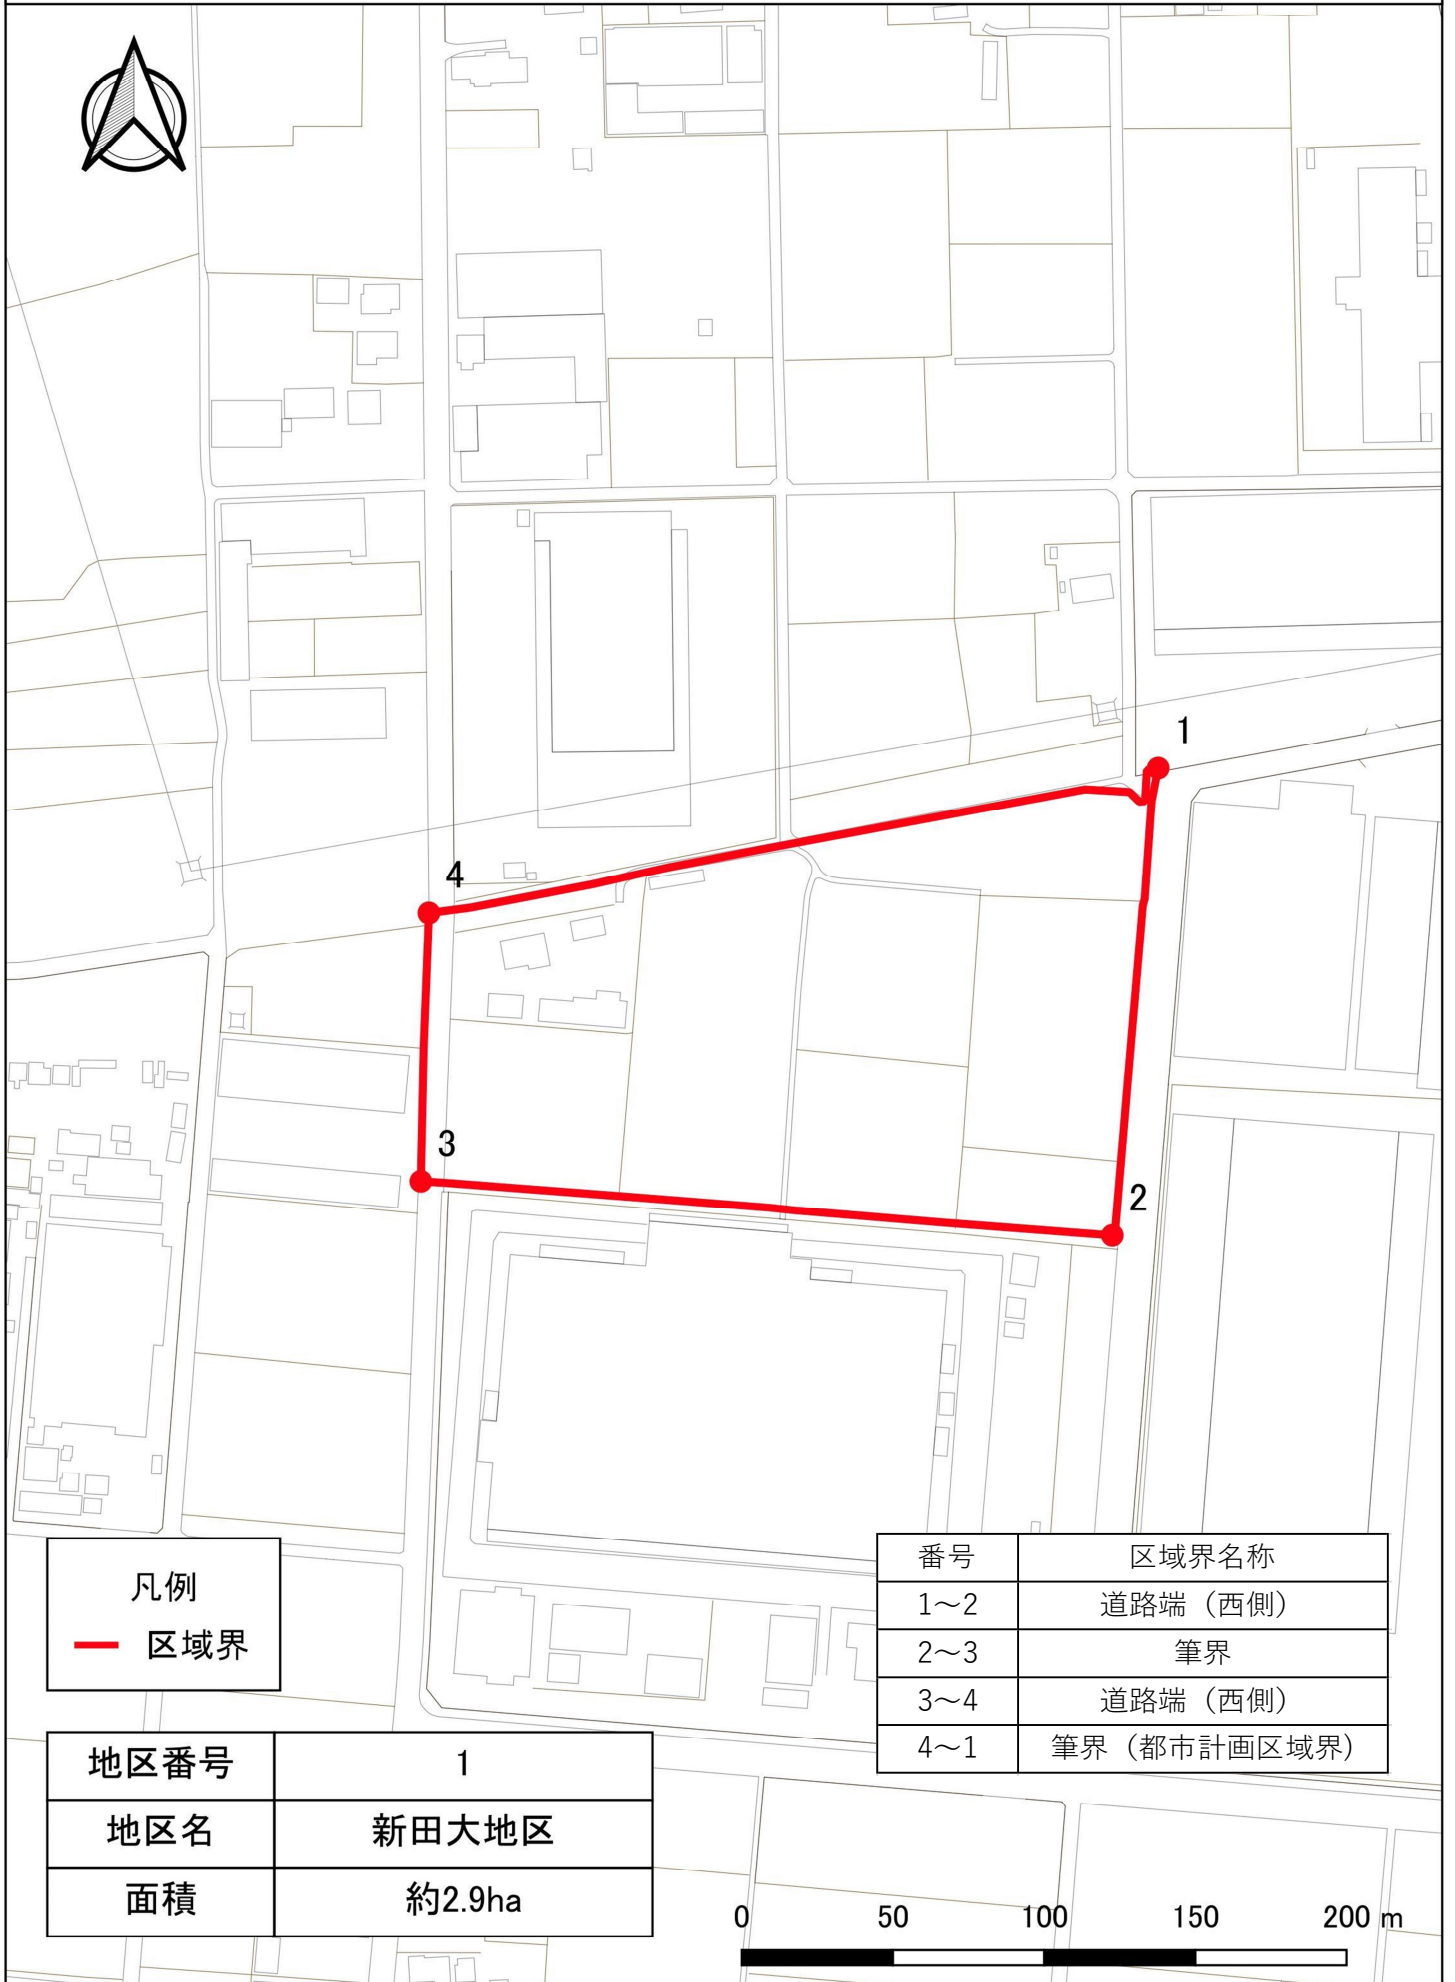 1
4
3
2
凡例
区域界
番号 区域界名称
1～2 道路端（西側）
2～3 筆界
3～4 道路端（西側）
4～1 筆界（都市計画区域界）
地区番号 1
地区名 新田大地区
面積 約2.9ha
0 50 100 150 200 m